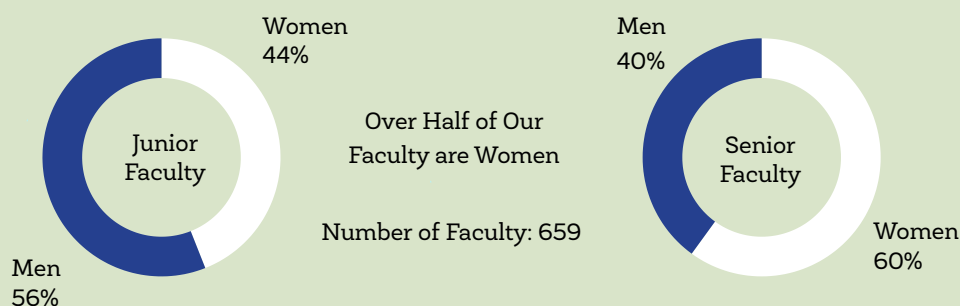 Women
44%
Junior
Faculty
Men
56%
Over Half of Our
Faculty are Women
Number of Faculty: 659
Men
40%
Senior
Faculty
Women
60%